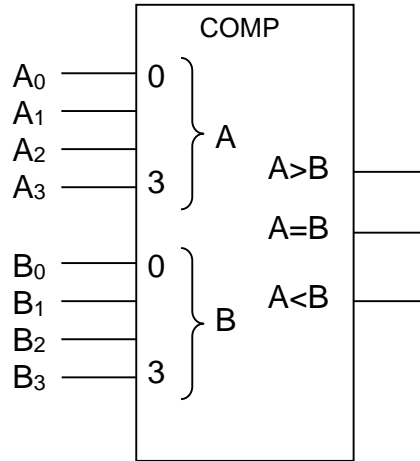 COMP
A0 0
A1
A2 A
A3 3 A>B
A=B
B0 0
B1 A<B
B2 B
B3 3